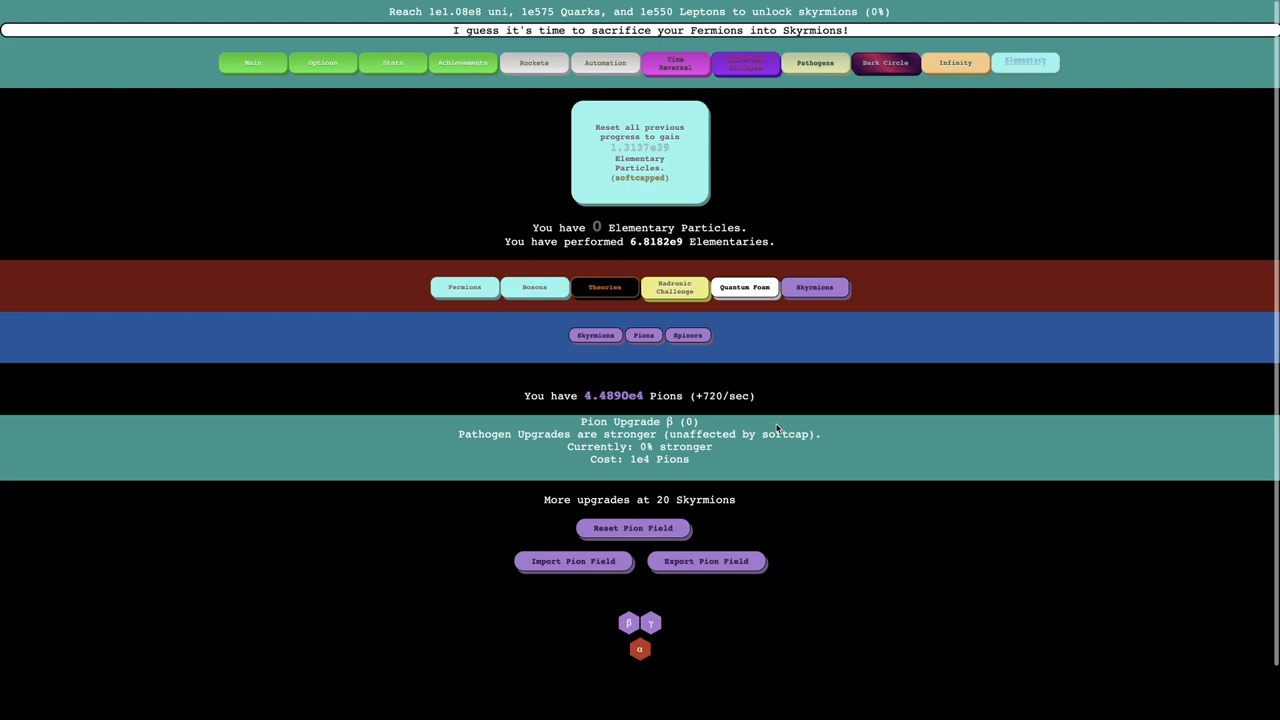 Reach 1e1.08e8 uni, 1e575 Quarks, and 1e550 Leptons to unlock skyrmions (0%)
I guess it's time to sacrifice your Fermions into Skyrmions!
Main
Options
Stats
Achievements
Rockets
Automation
Time
Reversal
Pathogens
Dark Circle
Infinity
Elementary
Reset all previous
progress to gain
1.3137e39
Elementary
Particles.
(softcapped)
You have 0 Elementary Particles.
You have performed 6.8182e9 Elementaries.
Fermions
Bosons
Theories
Hadronic
Challenge
Quantum Foam
Skyrmions
Skyrmions
Pions
Spinors
You have 4.4890e4 Pions (+720/sec)
Pion Upgrade β (0)
Pathogen Upgrades are stronger (unaffected by softcap).
Currently: 0% stronger
Cost: 1e4 Pions
More upgrades at 20 Skyrmions
Reset Pion Field
Import Pion Field
Export Pion Field
β
γ
α